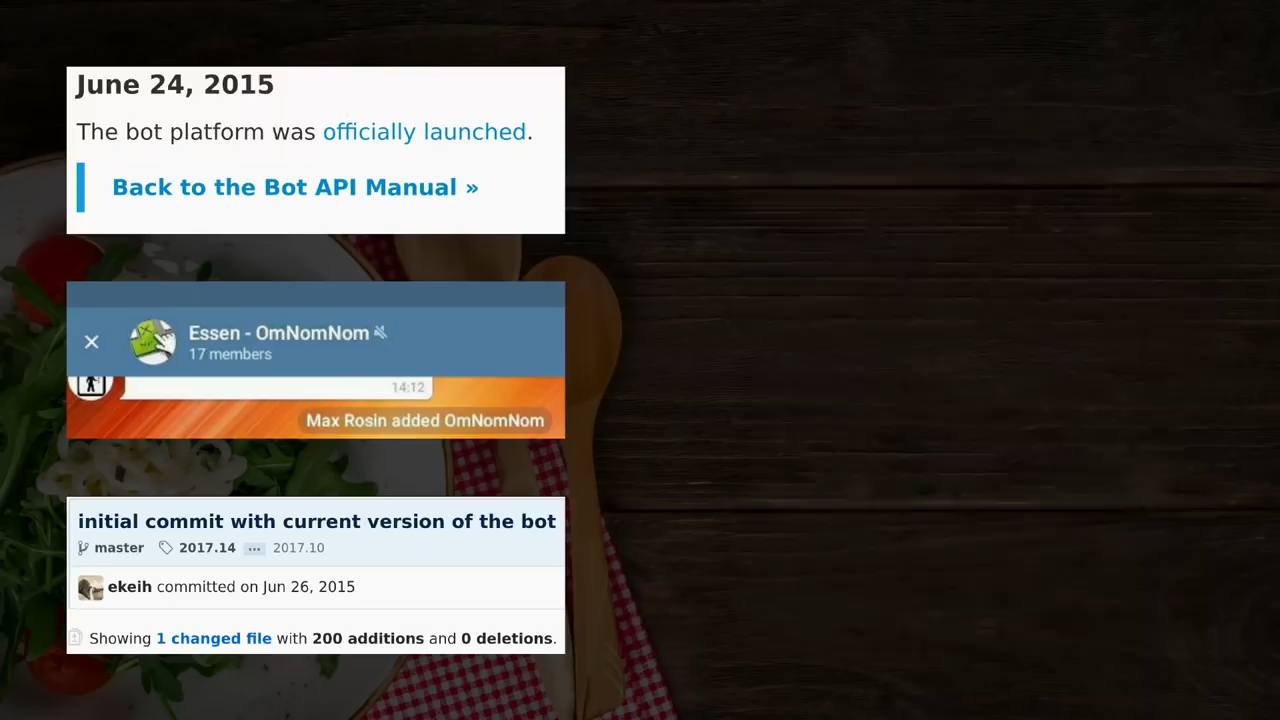 June 24, 2015
The bot platform was officially launched.
Back to the Bot API Manual »
Essen - OmNomNom
17 members
14:12
Max Rosin added OmNomNom
initial commit with current version of the bot
master 2017.14 ... 2017.10
ekeih committed on Jun 26, 2015
Showing 1 changed file with 200 additions and 0 deletions.